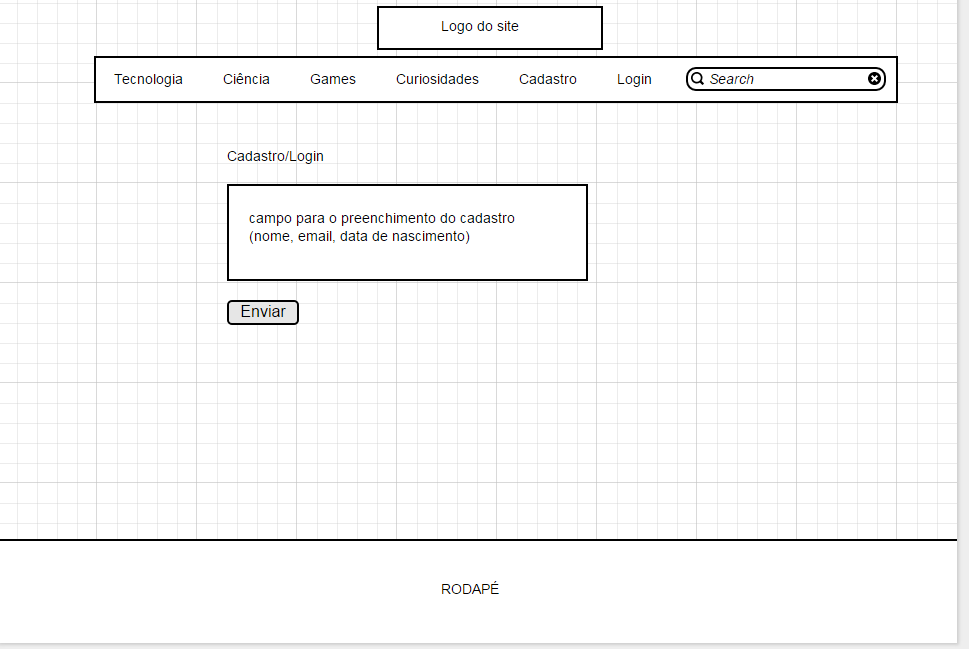 Logo do site
Tecnologia Ciência Games Curiosidades Cadastro Login Search
Cadastro/Login
campo para o preenchimento do cadastro
(nome, email, data de nascimento)
Enviar
RODAPÉ